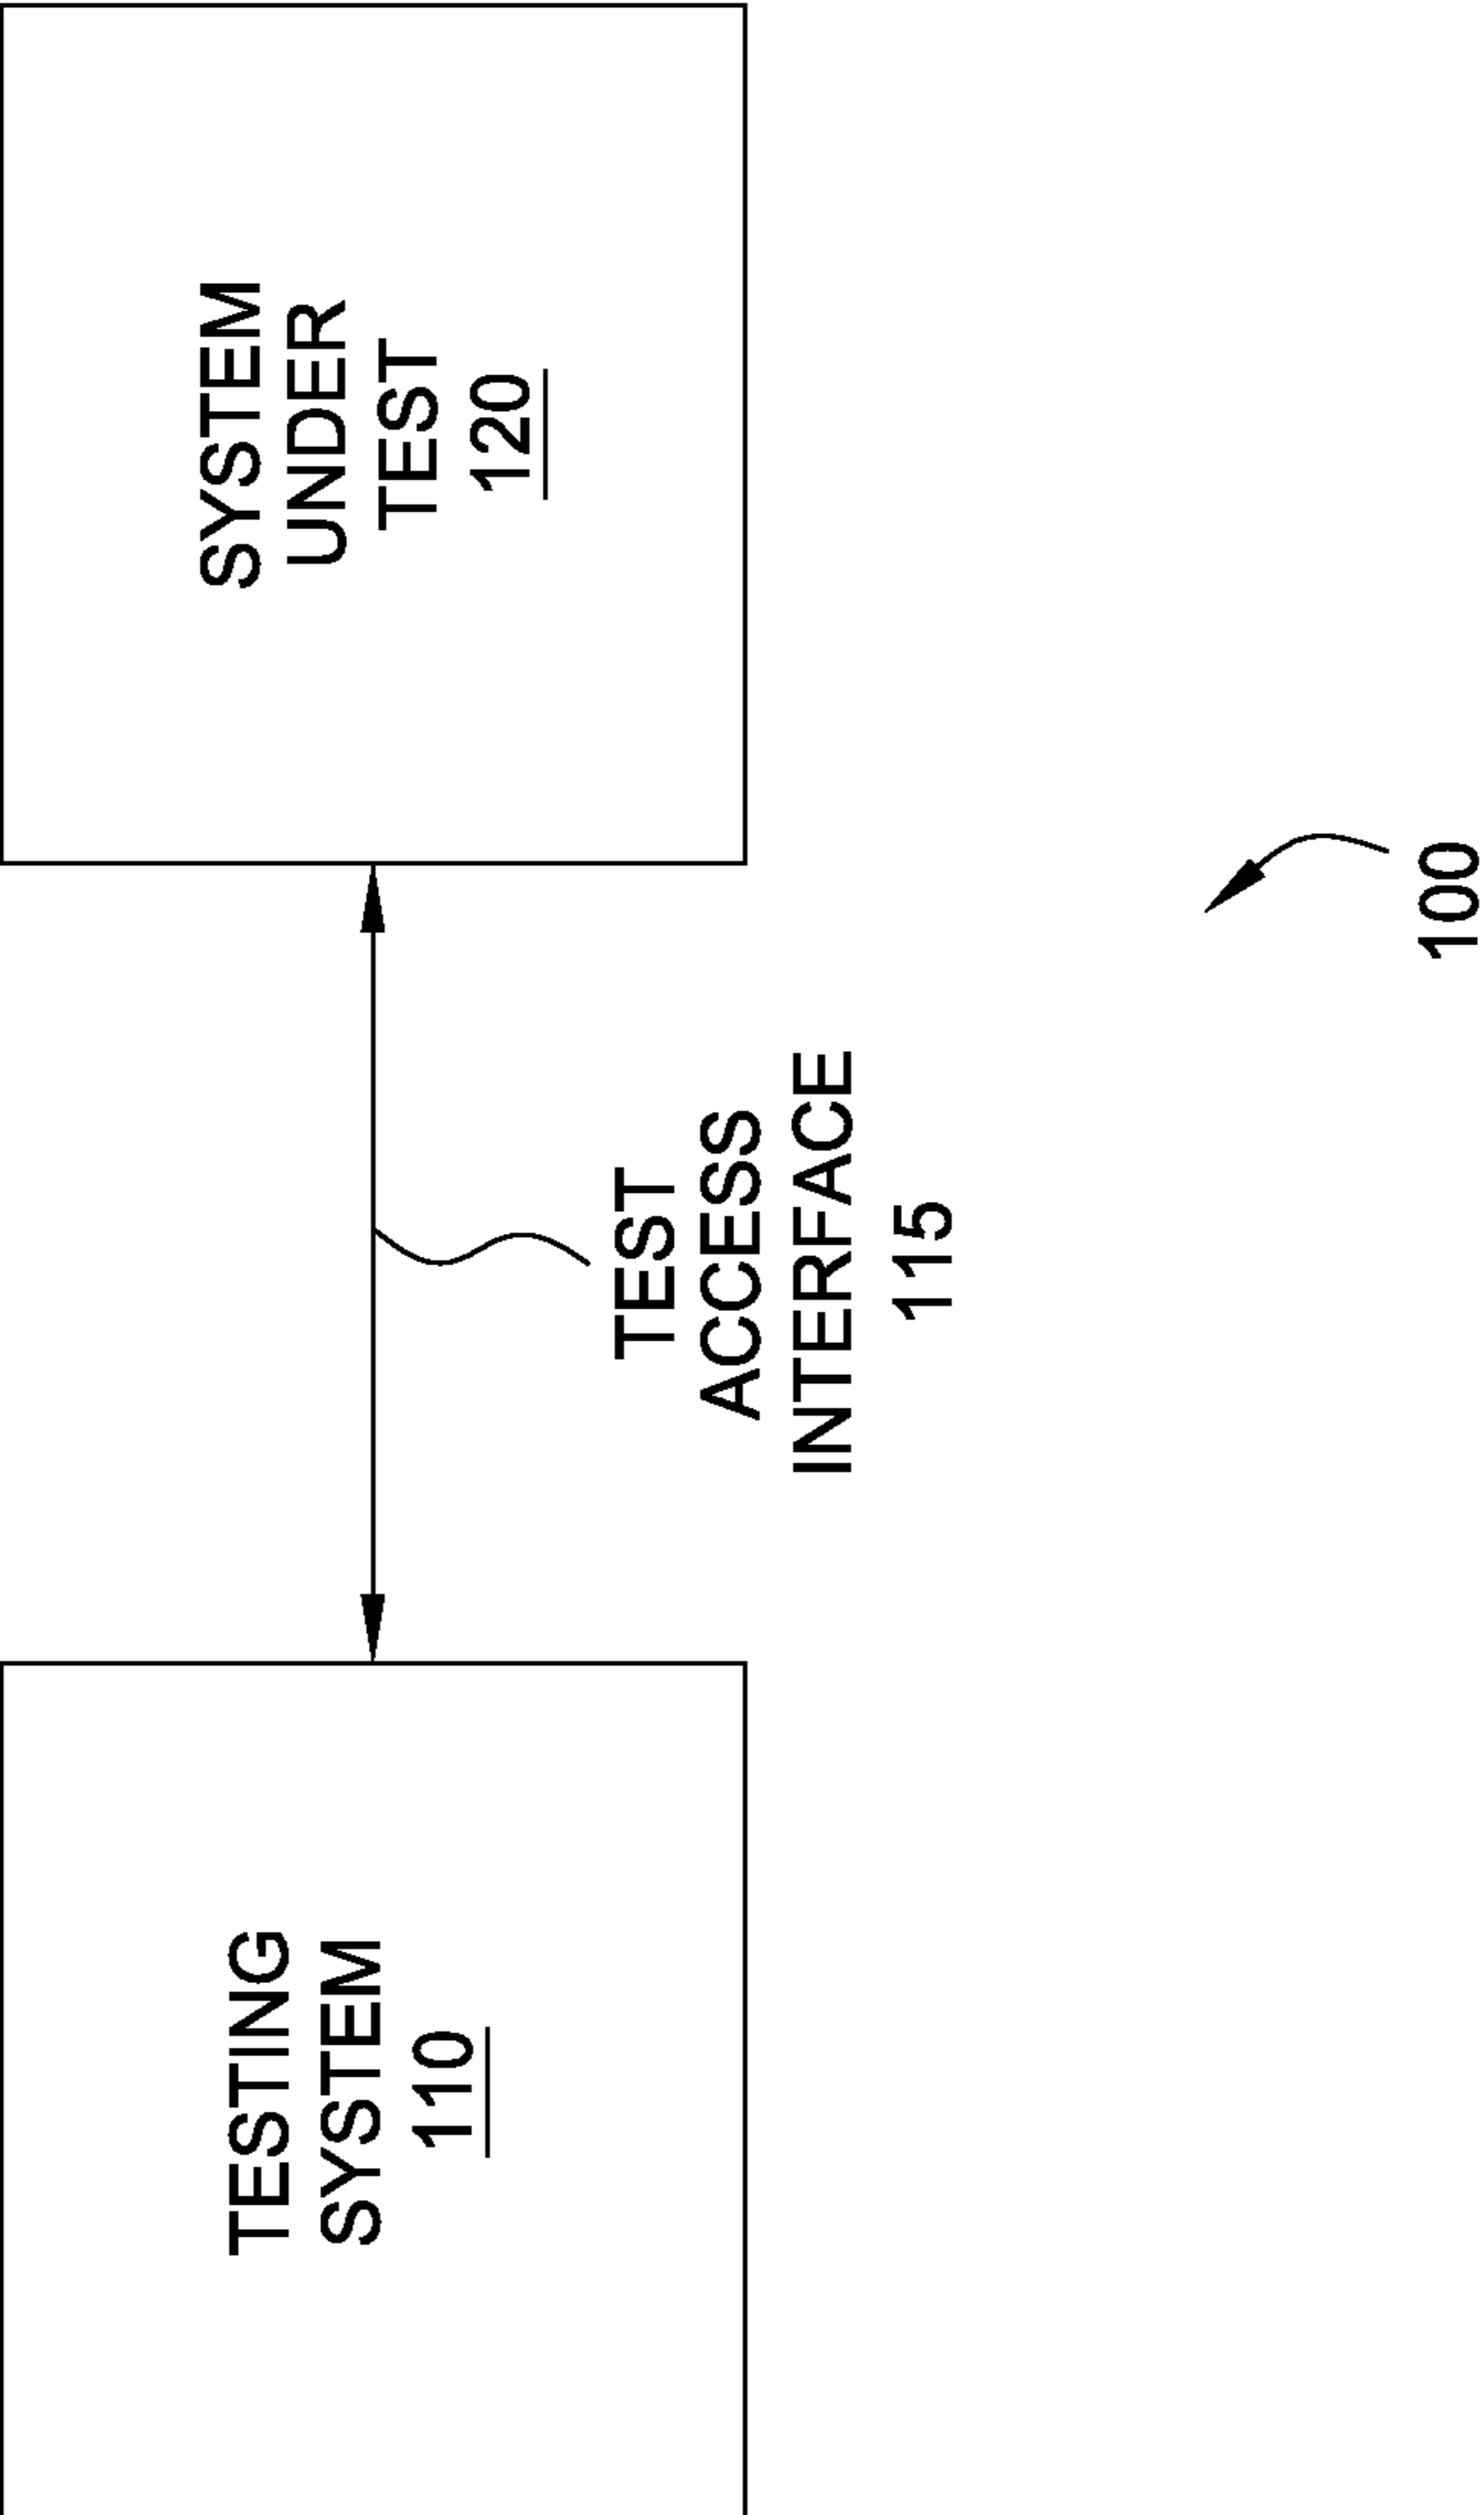 TESTING
SYSTEM
110
TEST
ACCESS
INTERFACE
115
SYSTEM
UNDER
TEST
120
100